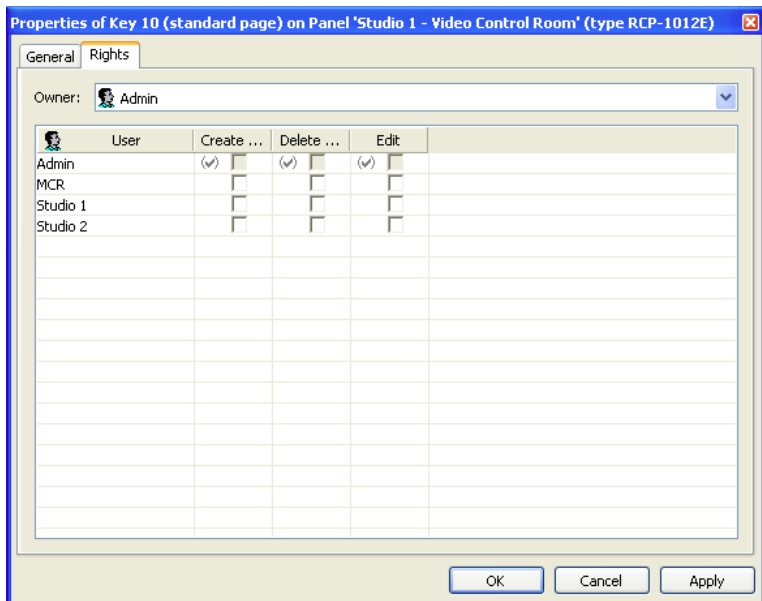 Properties of Key 10 (standard page) on Panel 'Studio 1 - Video Control Room' (type RCP-1012E)
General Rights
Owner: Admin
User Create ... Delete ... Edit
Admin
MCR
Studio 1
Studio 2
OK Cancel Apply